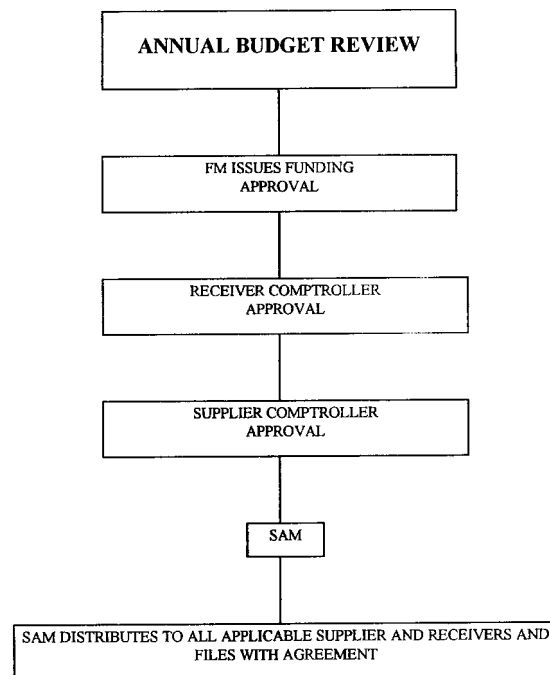 ANNUAL BUDGET REVIEW
FM ISSUES FUNDING
APPROVAL
RECEIVER COMPTROLLER
APPROVAL
SUPPLIER COMPTROLLER
APPROVAL
SAM
SAM DISTRIBUTES TO ALL APPLICABLE SUPPLIER AND RECEIVERS AND
FILES WITH AGREEMENT